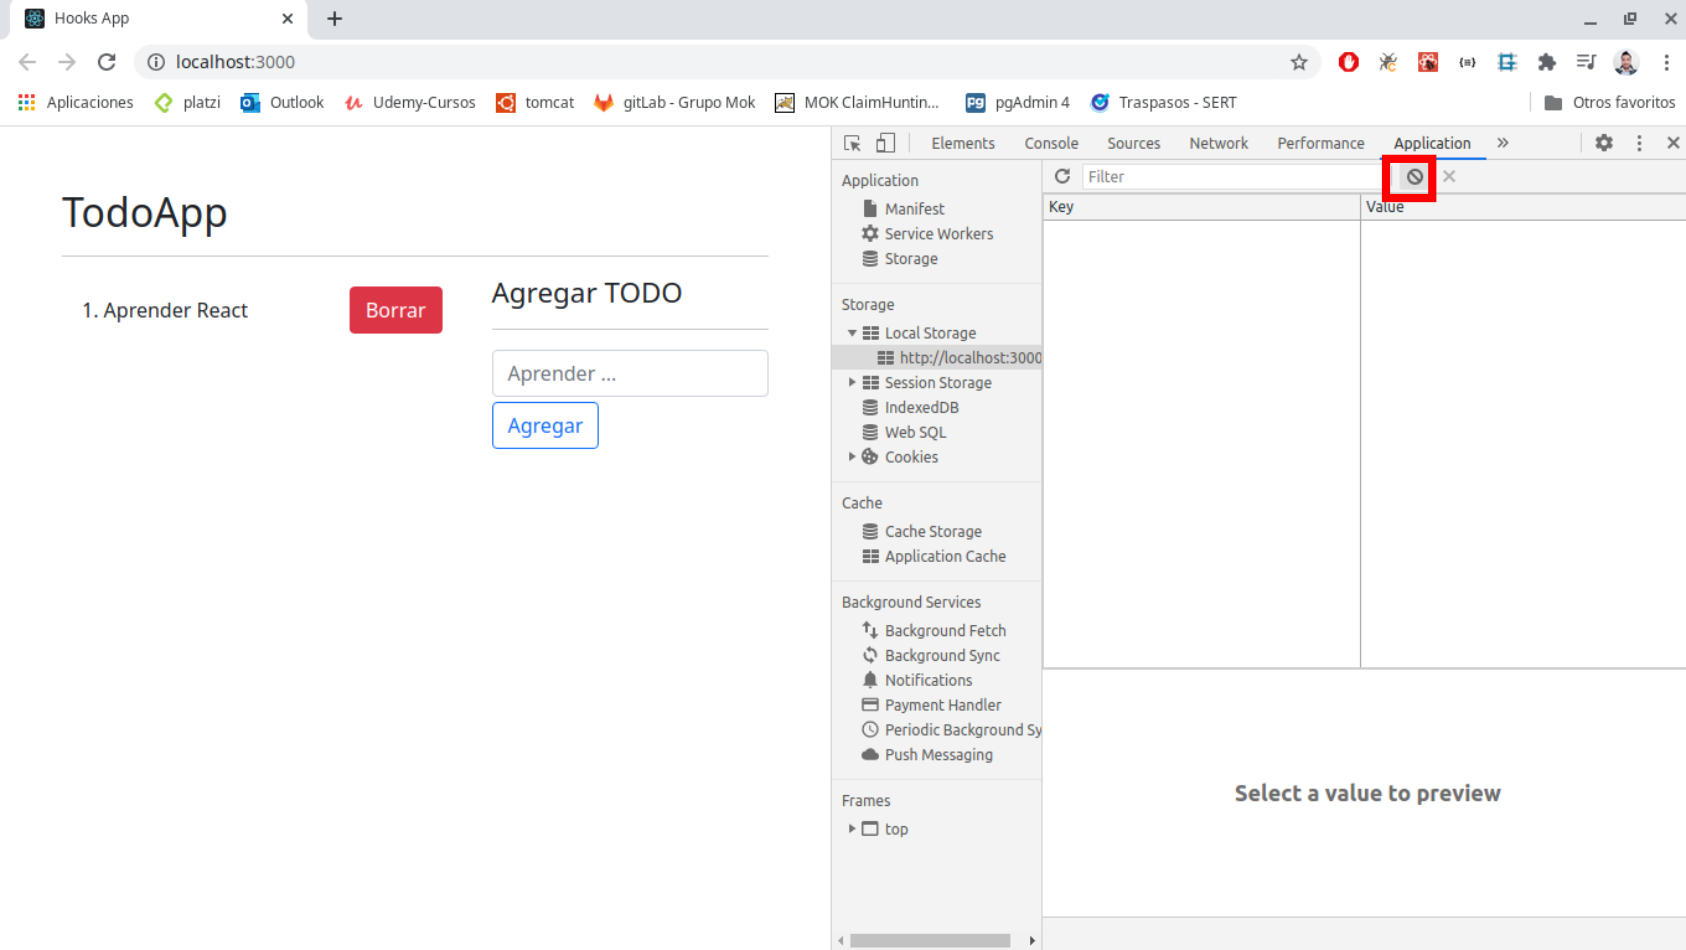 Hooks App
localhost:3000
Aplicaciones platzi Outlook Udemy-Cursos tomcat gitLab - Grupo Mok MOK ClaimHuntin... pgAdmin 4 Traspasos - SERT Otros favoritos
TodoApp
1. Aprender React
Borrar
Agregar TODO
Aprender ...
Agregar
Elements Console Sources Network Performance Application
Application
Manifest
Service Workers
Storage
Storage
Local Storage
http://localhost:3000
Session Storage
IndexedDB
Web SQL
Cookies
Cache
Cache Storage
Application Cache
Background Services
Background Fetch
Background Sync
Notifications
Payment Handler
Periodic Background Sy
Push Messaging
Frames
top
Filter
Key Value
Select a value to preview